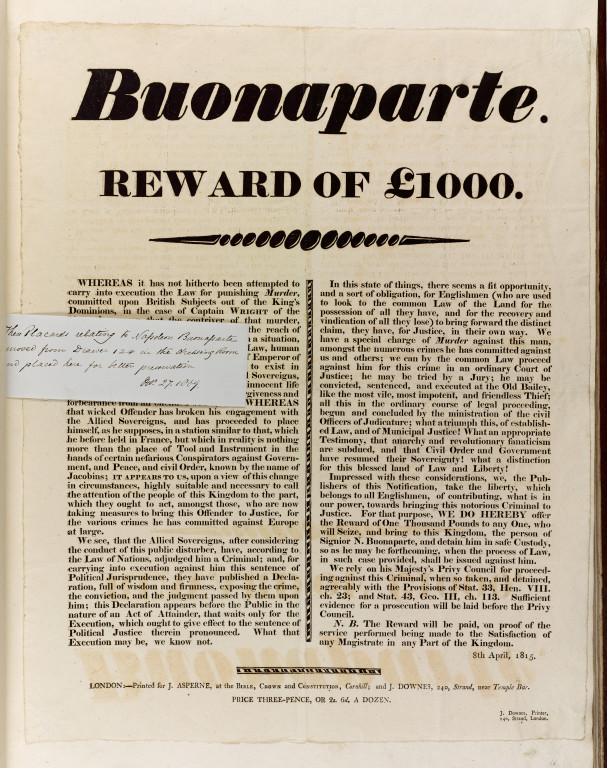 Buonaparte.
REWARD OF £1000.
WHEREAS it has not hitherto been attempted to
carry into execution the Law for punishing Murder,
committed upon British Subjects out of the King's
Dominions, in the case of Captain WRIGHT of the
that the contriver of that murder,
the reach of
a situation,
Law, human
Emperor of
to exist in
Sovereigns,
innocent life
giveness and
forbearance from all WHEREAS
that wicked Offender has broken his engagement with
the Allied Sovereigns, and has proceeded to place
himself, as he supposes, in a station similar to that, which
he before held in France, but which in reality is nothing
more than the place of Tool and Instrument in the
hands of certain nefarious Conspirators against Govern-
ment, and Peace, and civil Order, known by the name of
Jacobins; IT APPEARS TO US, upon a view of this change
in circumstances, highly suitable and necessary to call
the attention of the people of this Kingdom to the part,
which they ought to act, amongst those, who are now
taking measures to bring this Offender to Justice, for
the various crimes he has committed against Europe
at large.
We see, that the Allied Sovereigns, after considering
the conduct of this public disturber, have, according to
the Law of Nations, adjudged him a Criminal; and, for
carrying into execution against him this sentence of
Political Jurisprudence, they have published a Decla-
ration, full of wisdom and firmness, exposing the crime,
the conviction, and the judgment passed by them upon
him; this Declaration appears before the Public in the
nature of an Act of Attainder, that waits only for the
Execution, which ought to give effect to the sentence of
Political Justice therein pronounced. What that
Execution may be, we know not.
These Placards relating to Napoleon Buonaparte
moved from Drawer 124 in the dressing Room
and placed here for better preservation
Oct. 27. 1849.
In this state of things, there seems a fit opportunity,
and a sort of obligation, for Englishmen (who are used
to look to the common Law of the Land for the
possession of all they have, and for the recovery and
vindication of all they lose) to bring forward the distinct
claim, they have, for Justice, in their own way. We
have a special charge of Murder against this man,
amongst the numerous crimes he has committed against
us and others; we can by the common Law proceed
against him for this crime in an ordinary Court of
Justice; he may be tried by a Jury; he may be
convicted, sentenced, and executed at the Old Bailey,
like the most vile, most impotent, and friendless Thief;
all this in the ordinary course of legal proceeding,
begun and concluded by the ministration of the civil
Officers of Judicature; what a triumph this, of establish-
ed Law, and of Municipal Justice! What an appropriate
Testimony, that anarchy and revolutionary fanaticism
are subdued, and that Civil Order and Government
have resumed their Sovereignty! what a distinction
for this blessed land of Law and Liberty!
Impressed with these considerations, we, the Pub-
lishers of this Notification, take the liberty, which
belongs to all Englishmen, of contributing, what is in
our power, towards bringing this notorious Criminal to
Justice. For that purpose, WE DO HEREBY offer
the Reward of One Thousand Pounds to any One, who
will Seize, and bring to this Kingdom, the person of
Signior N. Buonaparte, and detain him in safe Custody,
so as he may be forthcoming, when the process of Law,
in such case provided, shall be issued against him.
We rely on his Majesty's Privy Council for proceed-
ing against this Criminal, when so taken, and detained,
agreeably with the Provisions of Stat. 33, Hen. VIII.
ch. 23; and Stat. 43, Geo. III, ch. 113. Sufficient
evidence for a prosecution will be laid before the Privy
Council.
N. B. The Reward will be paid, on proof of the
service performed being made to the Satisfaction of
any Magistrate in any Part of the Kingdom.
8th April, 1815.
LONDON:—Printed for J. ASPERNE, at the BIBLE, CROWN and CONSTITUTION, Cornhill; and J. DOWNES, 240, Strand, near Temple Bar.
PRICE THREE-PENCE, OR 2s. 6d. A DOZEN.
J. Downes, Printer,
240, Strand, London.